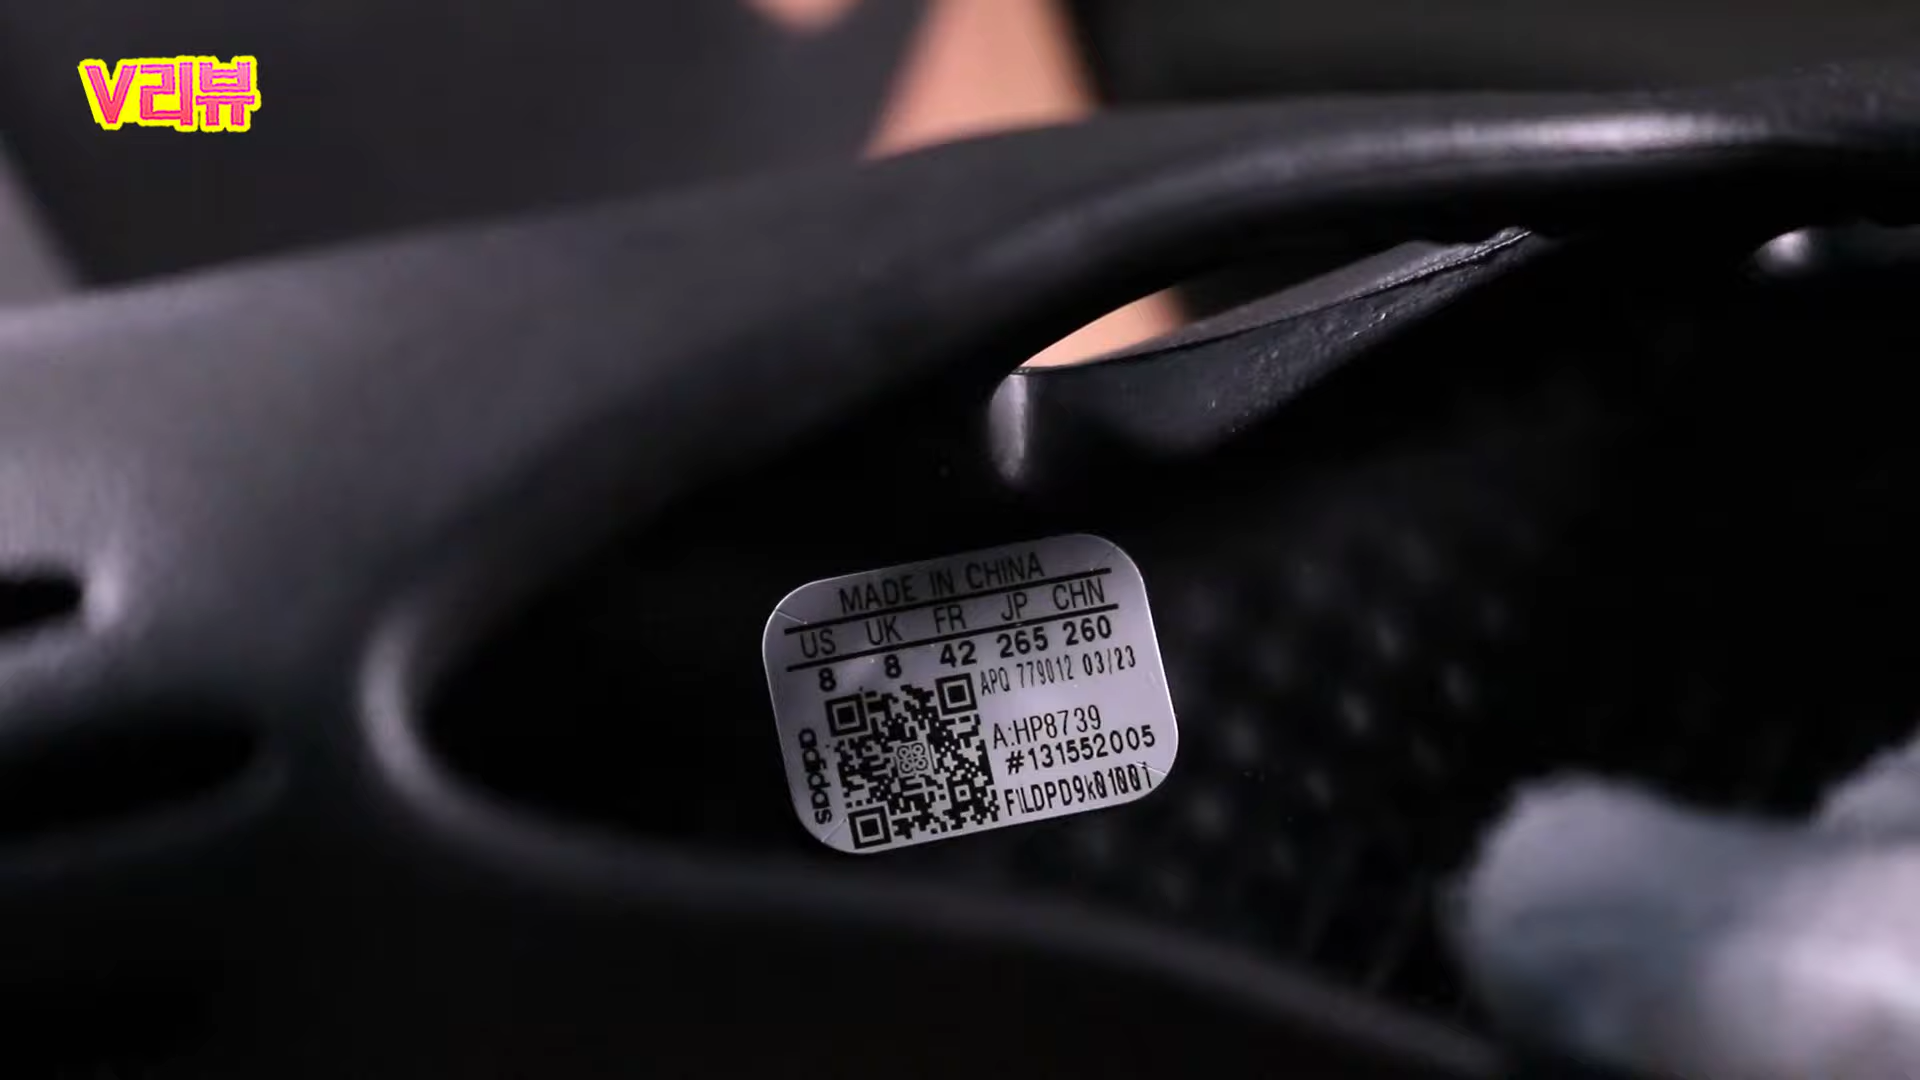 V리뷰
MADE IN CHINA
US UK FR JP CHN
8 8 42 265 260
APQ 779012 03/23
A:HP8739
#131552005
adidas